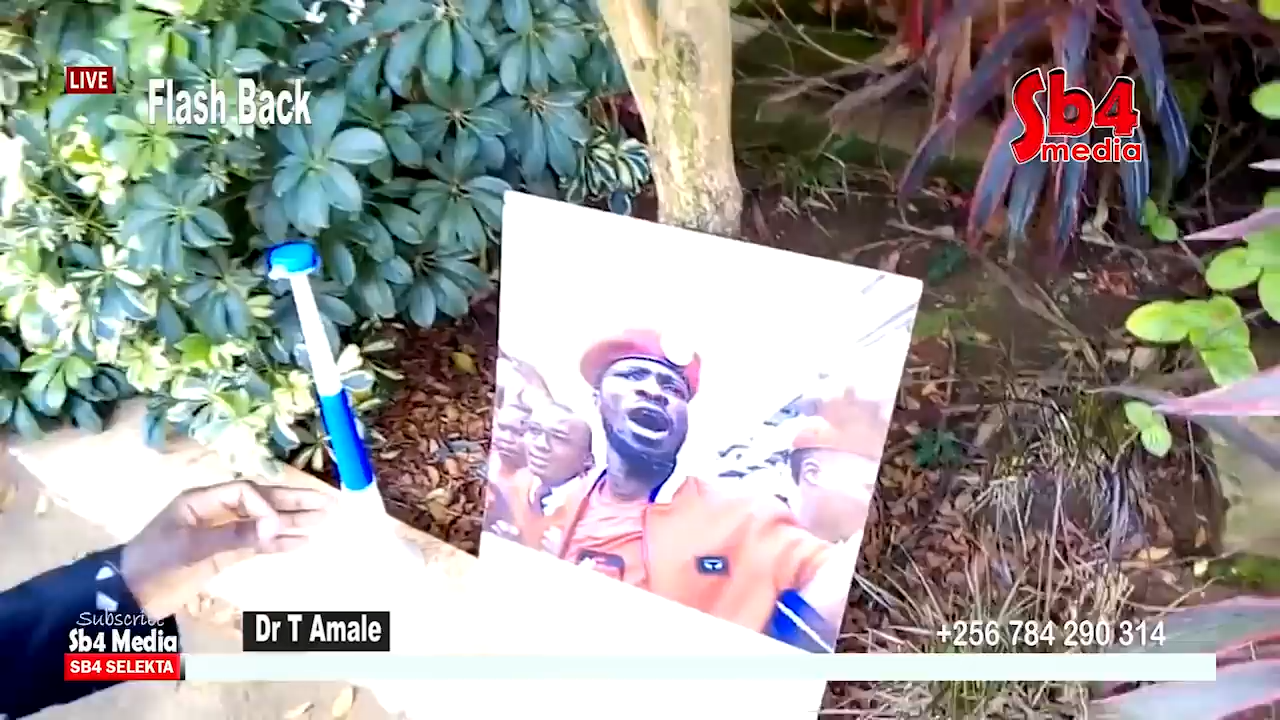 LIVE
Flash Back
Sb4
media
Subscribe
Sb4 Media
SB4 SELEKTA
Dr T Amale
+256 784 290 314